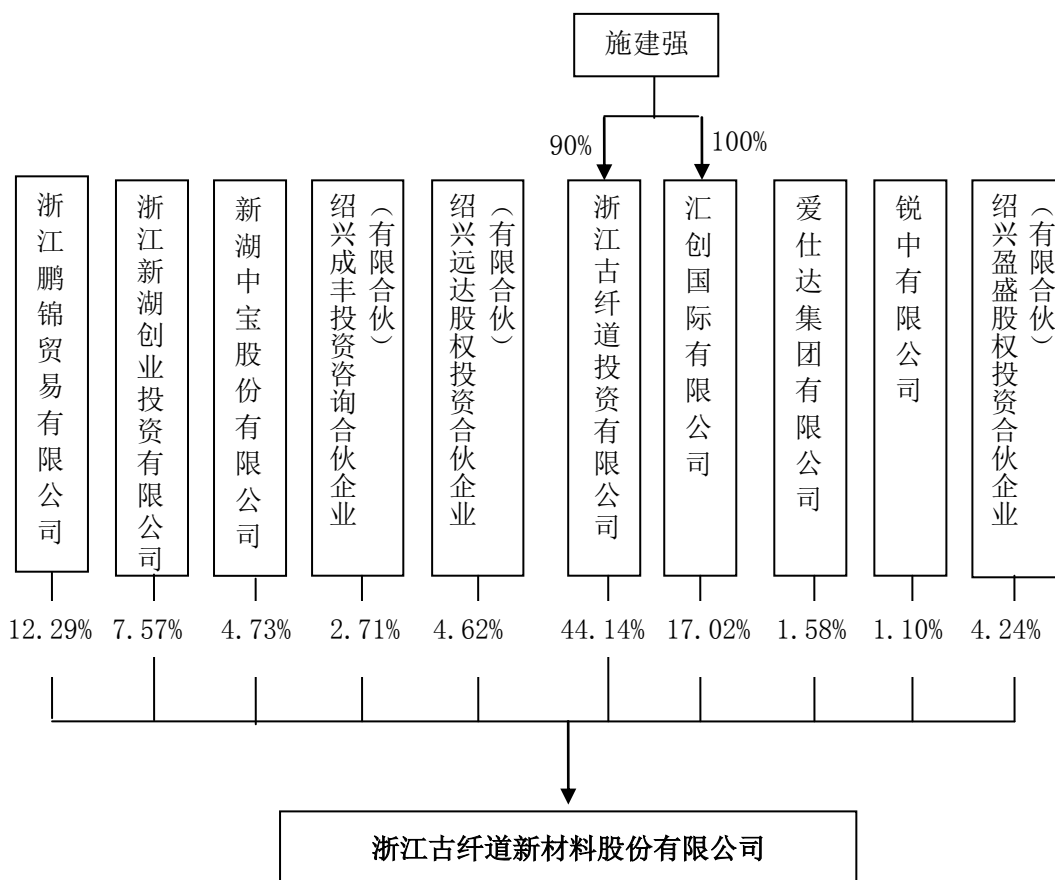 施建强
90%
100%
浙江鹏锦贸易有限公司
浙江新湖创业投资有限公司
新湖中宝股份有限公司
绍兴成丰投资咨询合伙企业
（有限合伙）
绍兴远达股权投资合伙企业
（有限合伙）
浙江古纤道投资有限公司
汇创国际有限公司
爱仕达集团有限公司
锐中有限公司
绍兴盈盛股权投资合伙企业
（有限合伙）
12.29%
7.57%
4.73%
2.71%
4.62%
44.14%
17.02%
1.58%
1.10%
4.24%
浙江古纤道新材料股份有限公司